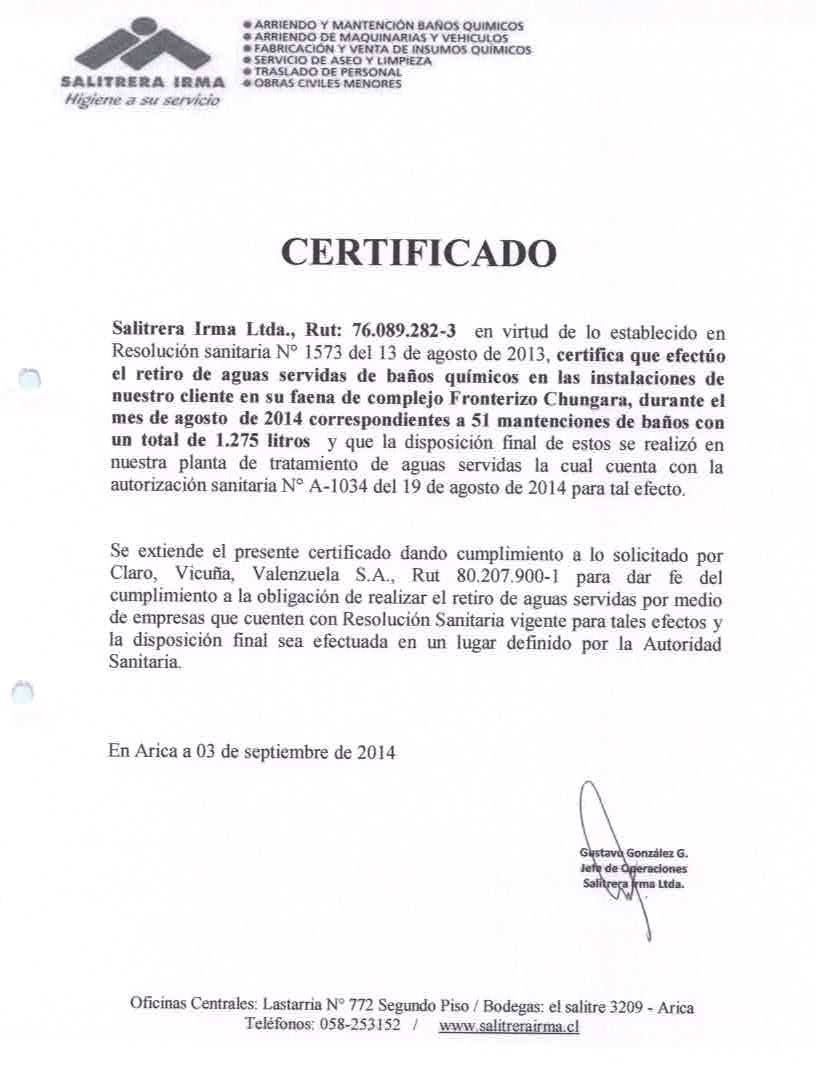 ● ARRIENDO Y MANTENCIÓN BAÑOS QUIMICOS
● ARRIENDO DE MAQUINARIAS Y VEHICULOS
● FABRICACIÓN Y VENTA DE INSUMOS QUÍMICOS
● SERVICIO DE ASEO Y LIMPIEZA
● TRASLADO DE PERSONAL
● OBRAS CIVILES MENORES
SALITRERA IRMA
Higiene a su servicio
CERTIFICADO
Salitrera Irma Ltda., Rut: 76.089.282-3 en virtud de lo establecido en
Resolución sanitaria N° 1573 del 13 de agosto de 2013, certifica que efectúo
el retiro de aguas servidas de baños químicos en las instalaciones de
nuestro cliente en su faena de complejo Fronterizo Chungara, durante el
mes de agosto de 2014 correspondientes a 51 mantenciones de baños con
un total de 1.275 litros y que la disposición final de estos se realizó en
nuestra planta de tratamiento de aguas servidas la cual cuenta con la
autorización sanitaria N° A-1034 del 19 de agosto de 2014 para tal efecto.
Se extiende el presente certificado dando cumplimiento a lo solicitado por
Claro, Vicuña, Valenzuela S.A., Rut 80.207.900-1 para dar fe del
cumplimiento a la obligación de realizar el retiro de aguas servidas por medio
de empresas que cuenten con Resolución Sanitaria vigente para tales efectos y
la disposición final sea efectuada en un lugar definido por la Autoridad
Sanitaria.
En Arica a 03 de septiembre de 2014
Gustavo González G.
Jefe de Operaciones
Salitrera Irma Ltda.
Oficinas Centrales: Lastarria N° 772 Segundo Piso / Bodegas: el salitre 3209 - Arica
Teléfonos: 058-253152 / www.salitrerairma.cl